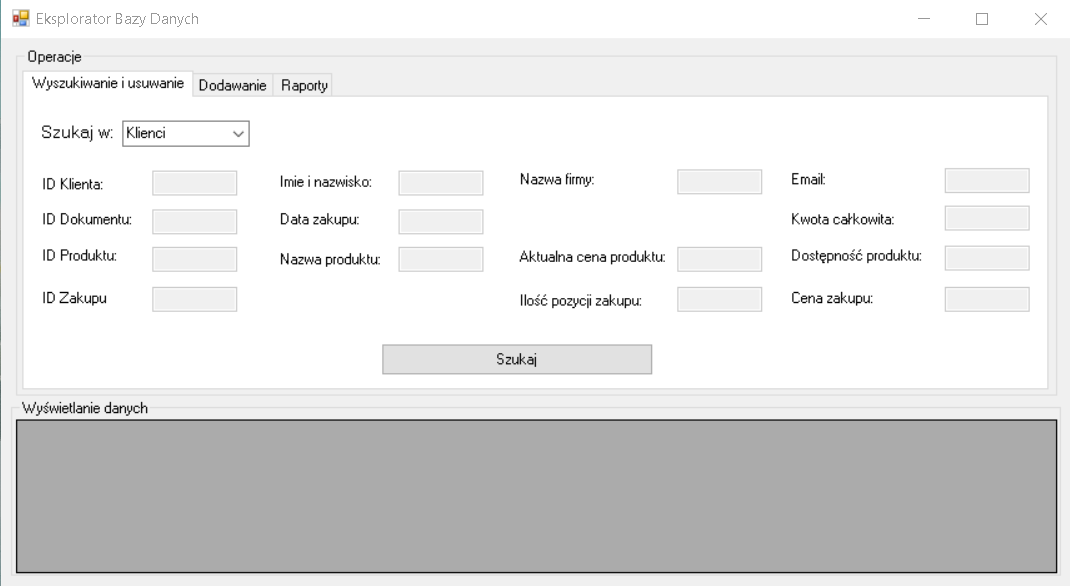 Eksplorator Bazy Danych
Operacje
Wyszukiwanie i usuwanie Dodawanie Raporty
Szukaj w: Klienci
ID Klienta: Imie i nazwisko: Nazwa firmy: Email:
ID Dokumentu: Data zakupu: Kwota całkowita:
ID Produktu: Nazwa produktu: Aktualna cena produktu: Dostępność produktu:
ID Zakupu Ilość pozycji zakupu: Cena zakupu:
Szukaj
Wyświetlanie danych